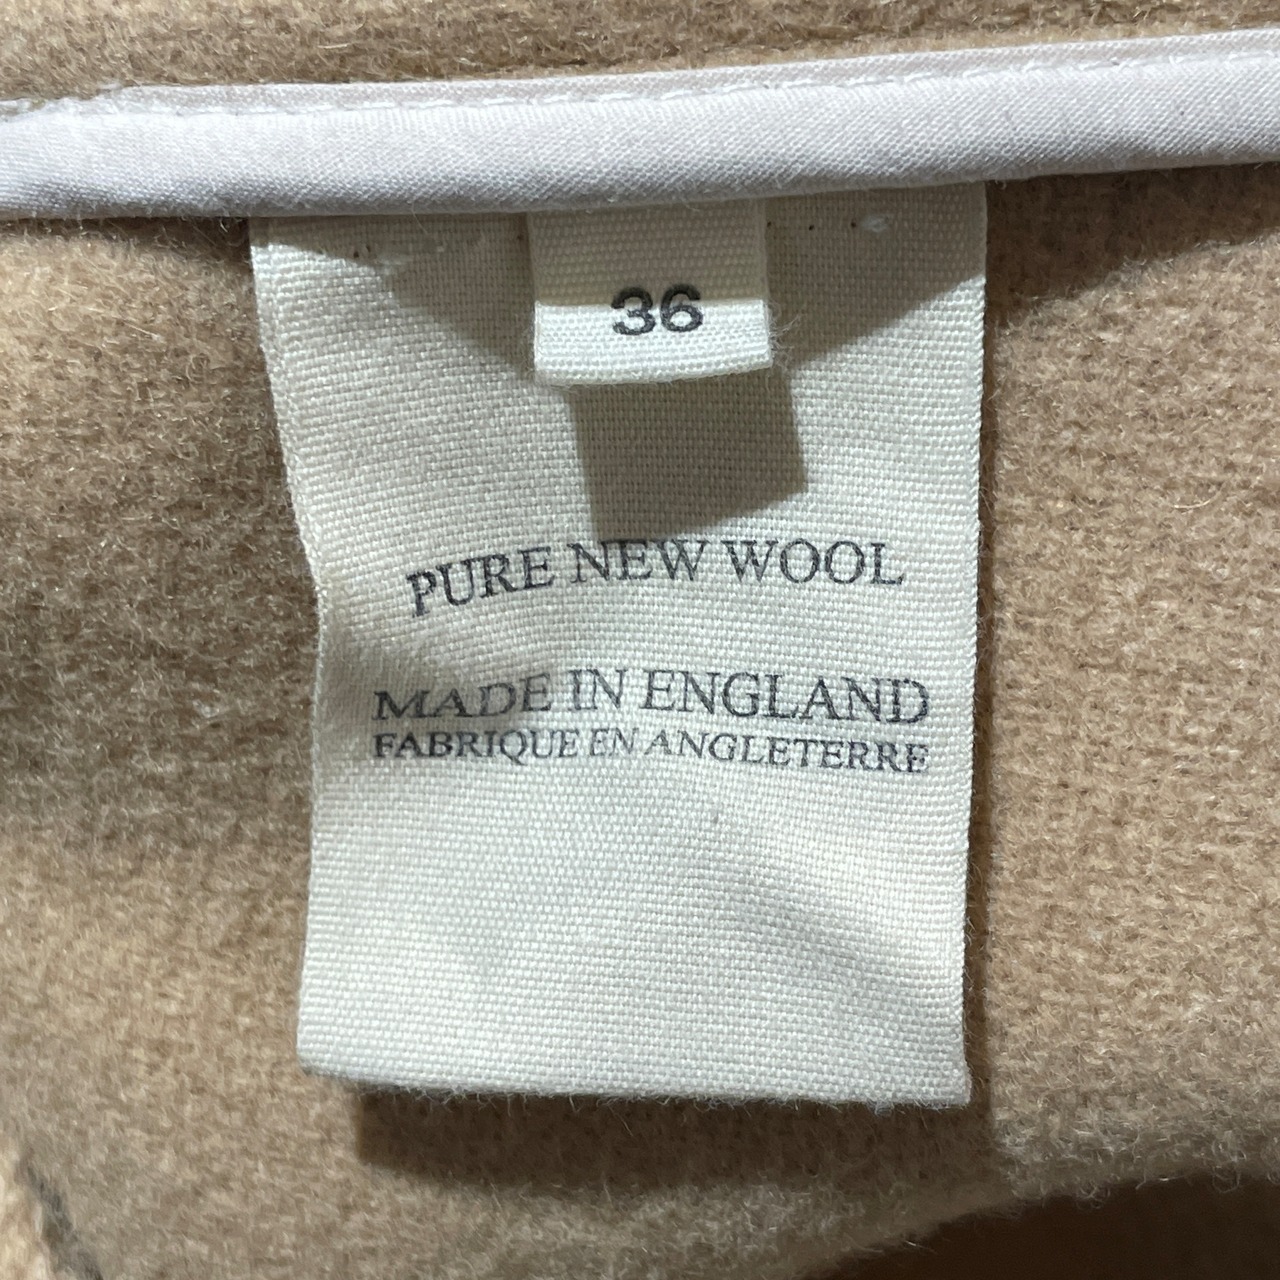 36
PURE NEW WOOL
MADE IN ENGLAND
FABRIQUE EN ANGLETERRE